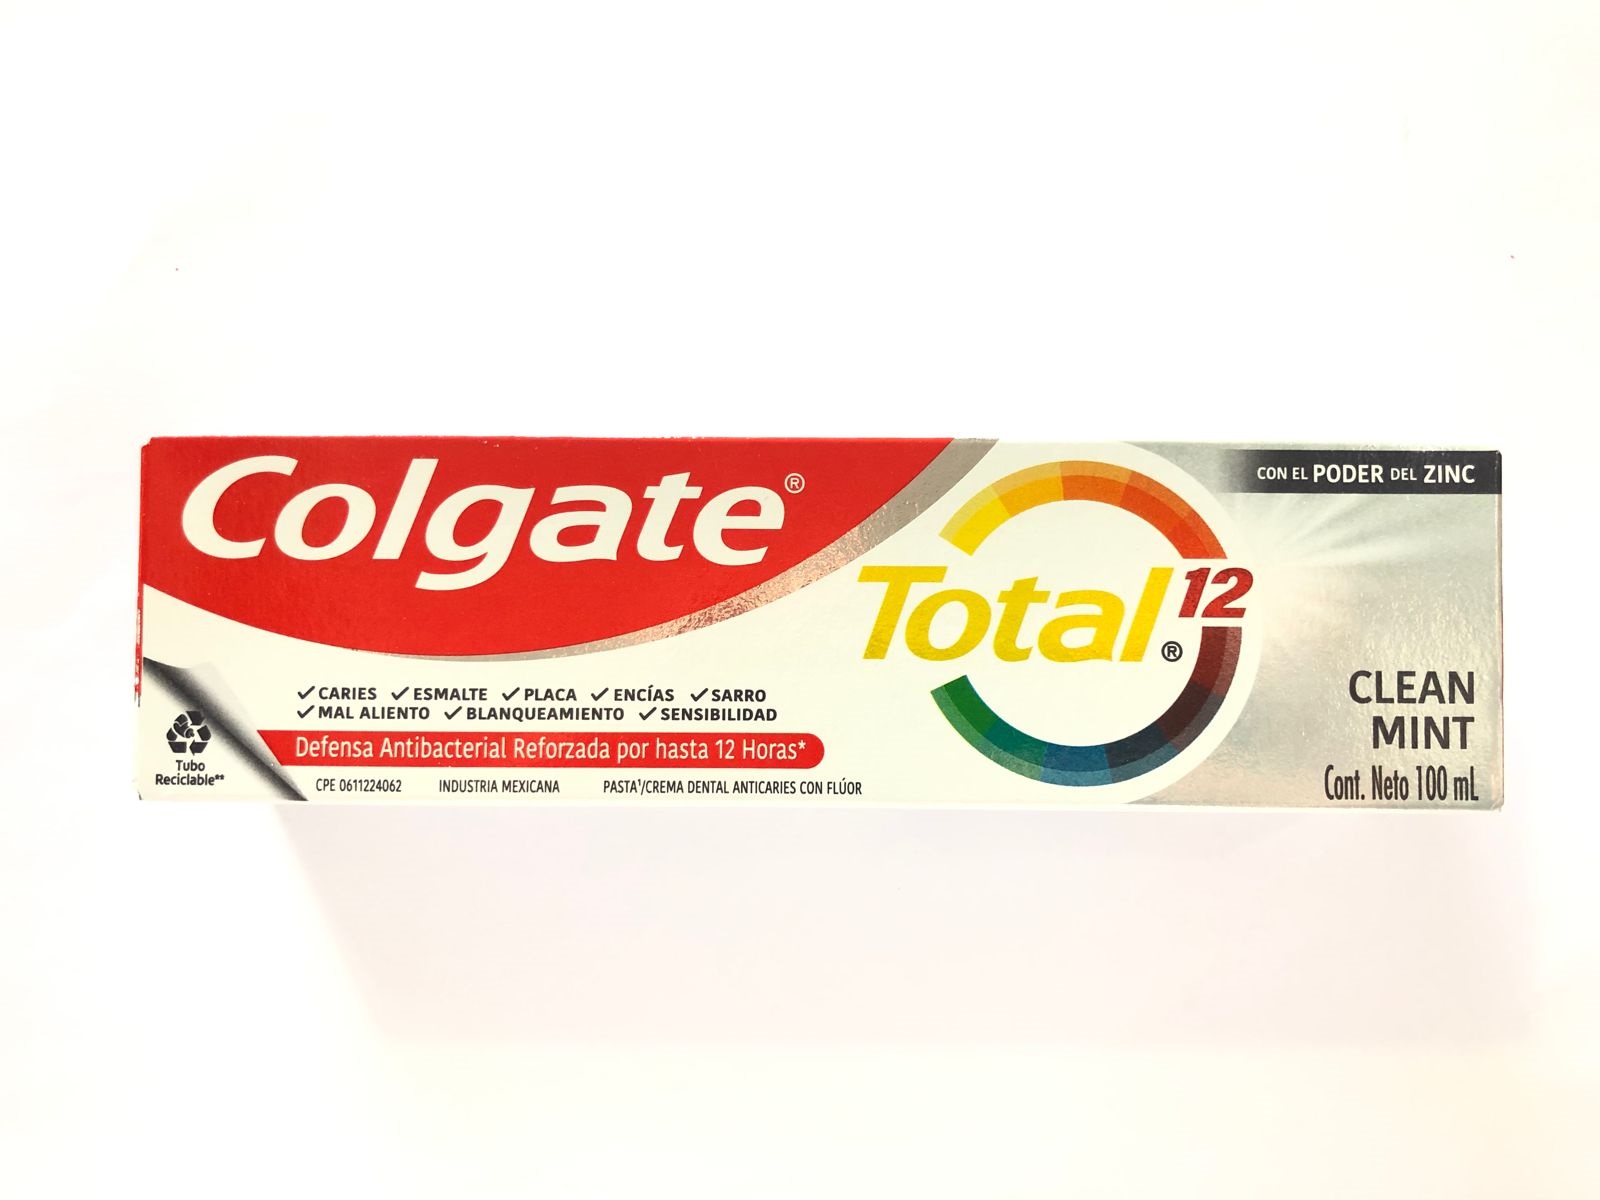 Colgate®
CON EL PODER DEL ZINC
Total 12®
✓CARIES ✓ESMALTE ✓PLACA ✓ENCÍAS ✓SARRO
✓MAL ALIENTO ✓BLANQUEAMIENTO ✓SENSIBILIDAD
Defensa Antibacterial Reforzada por hasta 12 Horas*
Tubo
Reciclable**
CPE 0611224062 INDUSTRIA MEXICANA PASTA¹/CREMA DENTAL ANTICARIES CON FLÚOR
CLEAN
MINT
Cont. Neto 100 mL